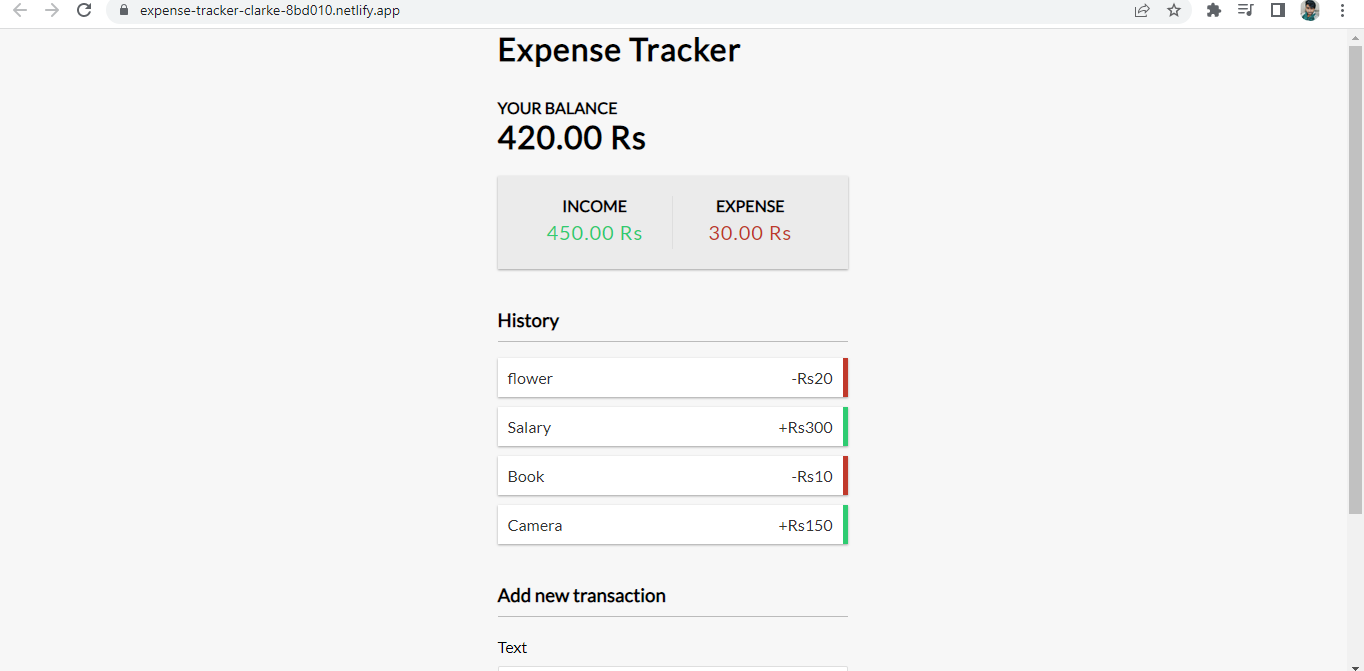 expense-tracker-clarke-8bd010.netlify.app
Expense Tracker
YOUR BALANCE
420.00 Rs
INCOME EXPENSE
450.00 Rs 30.00 Rs
History
flower -Rs20
Salary +Rs300
Book -Rs10
Camera +Rs150
Add new transaction
Text